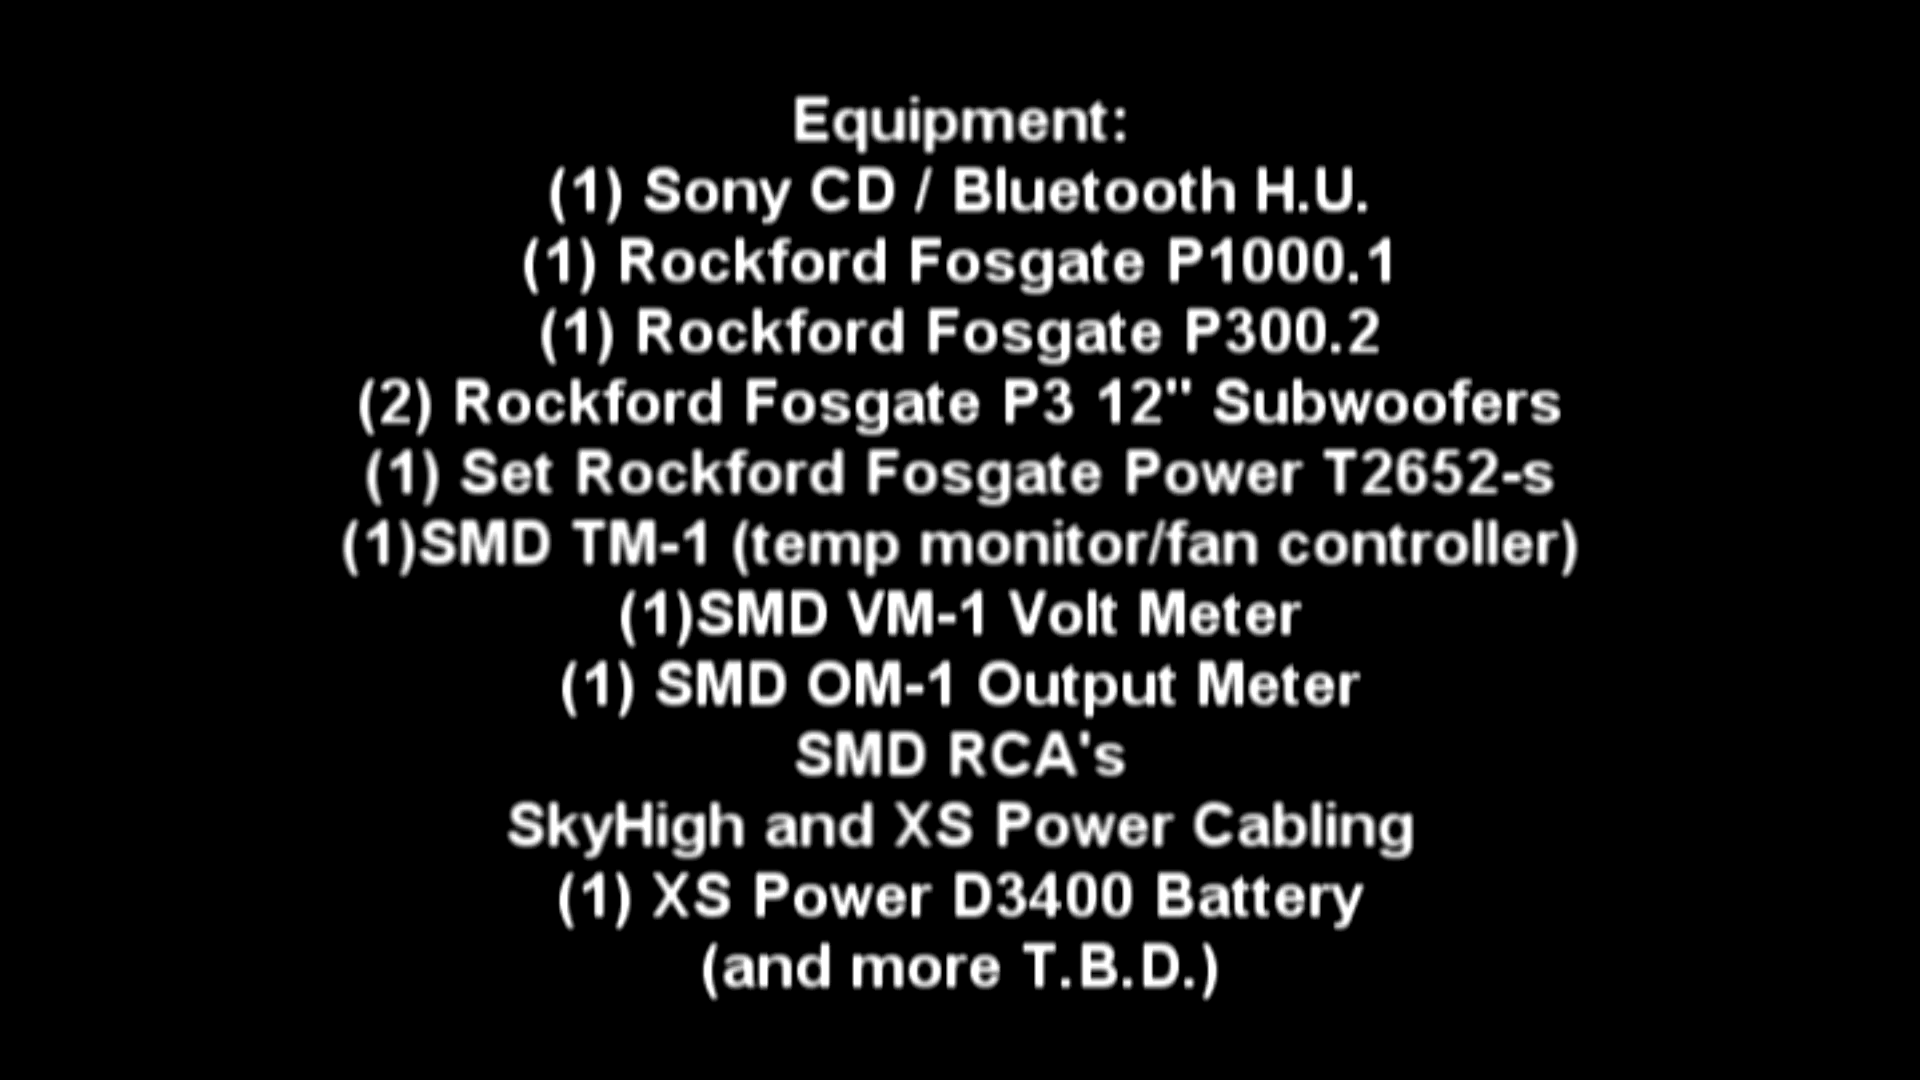 Equipment:
(1) Sony CD / Bluetooth H.U.
(1) Rockford Fosgate P1000.1
(1) Rockford Fosgate P300.2
(2) Rockford Fosgate P3 12" Subwoofers
(1) Set Rockford Fosgate Power T2652-s
(1)SMD TM-1 (temp monitor/fan controller)
(1)SMD VM-1 Volt Meter
(1) SMD OM-1 Output Meter
SMD RCA's
SkyHigh and XS Power Cabling
(1) XS Power D3400 Battery
(and more T.B.D.)